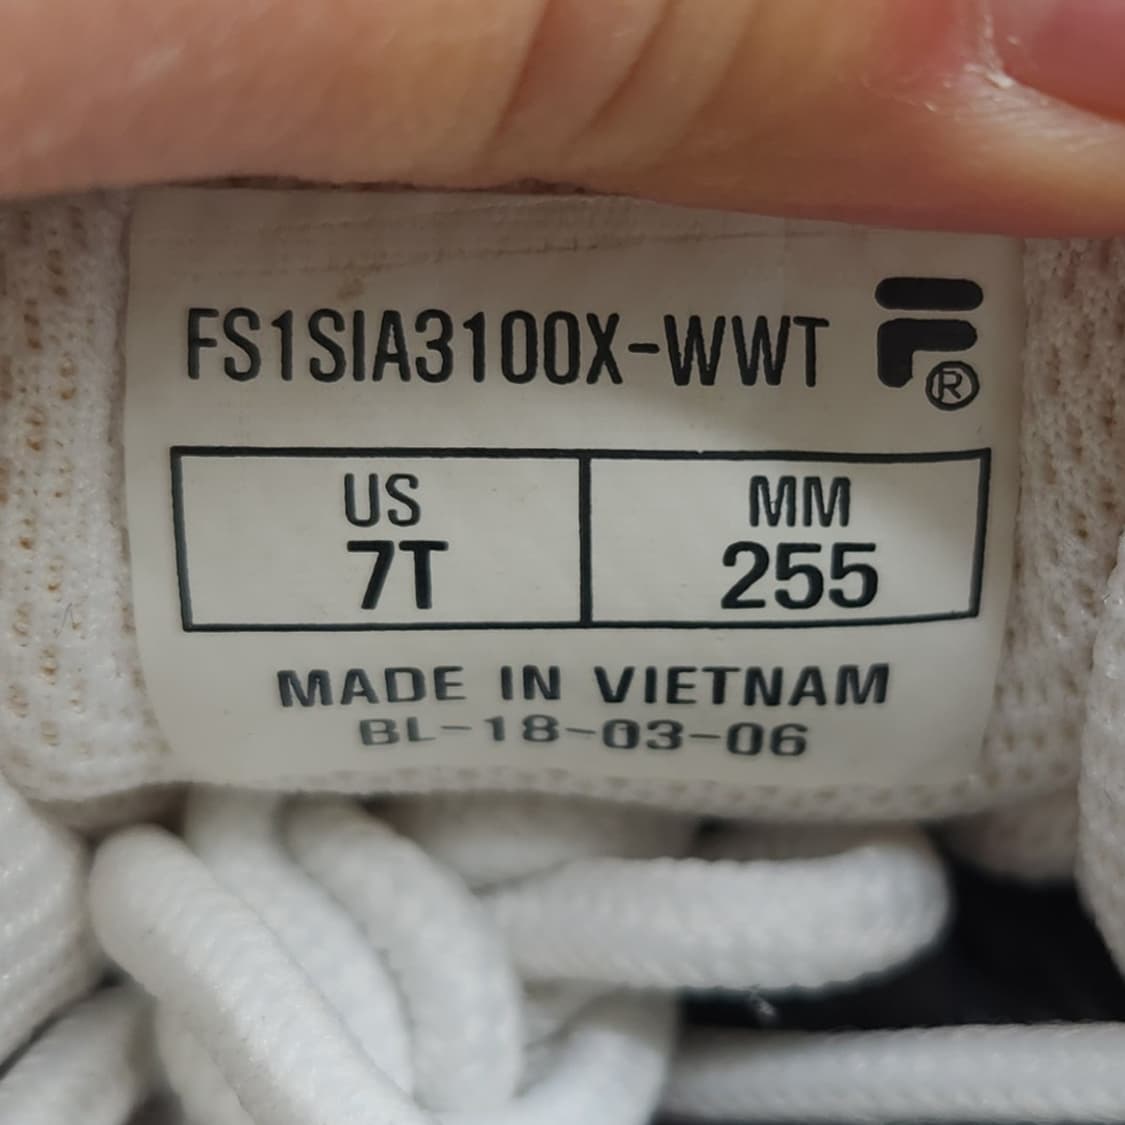 FS1SIA3100X-WWT
®
US MM
7T 255
MADE IN VIETNAM
BL-18-03-06